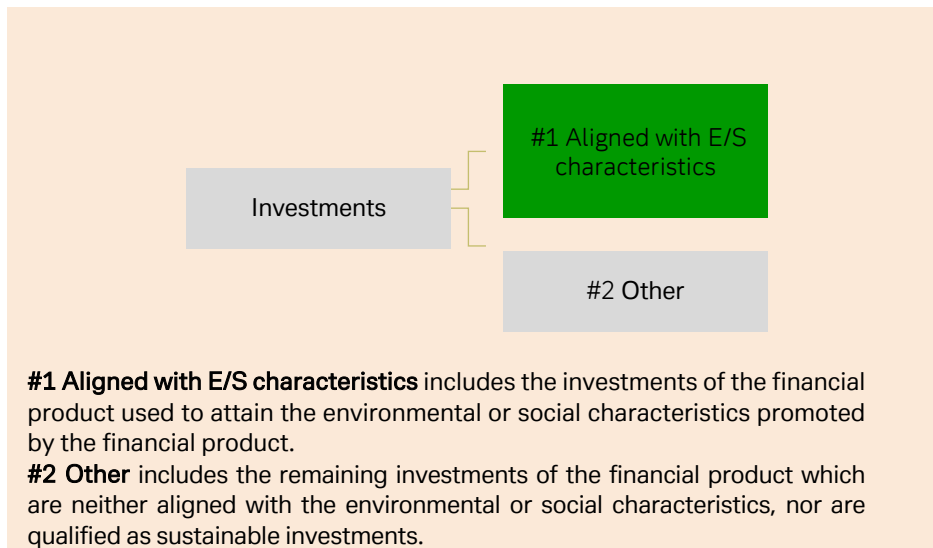 #1 Aligned with E/S
characteristics
Investments
#2 Other
#1 Aligned with E/S characteristics includes the investments of the financial
product used to attain the environmental or social characteristics promoted
by the financial product.
#2 Other includes the remaining investments of the financial product which
are neither aligned with the environmental or social characteristics, nor are
qualified as sustainable investments.